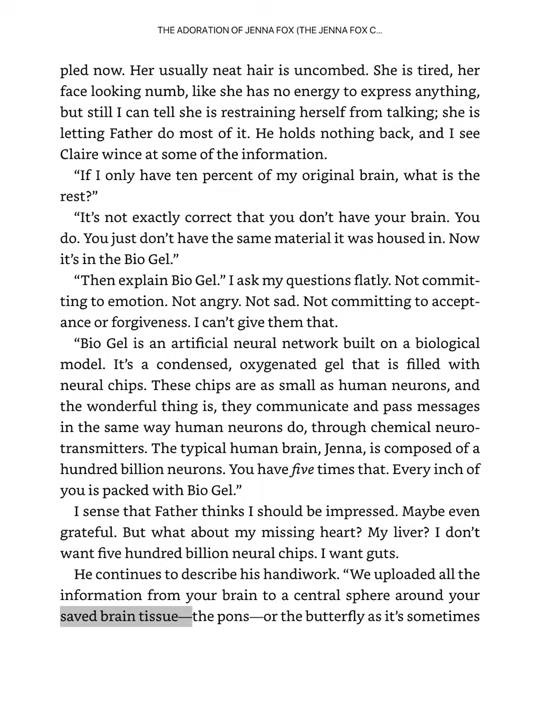 THE ADORATION OF JENNA FOX (THE JENNA FOX C...
pled now. Her usually neat hair is uncombed. She is tired, her
face looking numb, like she has no energy to express anything,
but still I can tell she is restraining herself from talking; she is
letting Father do most of it. He holds nothing back, and I see
Claire wince at some of the information.
“If I only have ten percent of my original brain, what is the
rest?”
“It’s not exactly correct that you don’t have your brain. You
do. You just don’t have the same material it was housed in. Now
it’s in the Bio Gel.”
“Then explain Bio Gel.” I ask my questions flatly. Not commit-
ting to emotion. Not angry. Not sad. Not committing to accept-
ance or forgiveness. I can’t give them that.
“Bio Gel is an artificial neural network built on a biological
model. It’s a condensed, oxygenated gel that is filled with
neural chips. These chips are as small as human neurons, and
the wonderful thing is, they communicate and pass messages
in the same way human neurons do, through chemical neuro-
transmitters. The typical human brain, Jenna, is composed of a
hundred billion neurons. You have five times that. Every inch of
you is packed with Bio Gel.”
I sense that Father thinks I should be impressed. Maybe even
grateful. But what about my missing heart? My liver? I don’t
want five hundred billion neural chips. I want guts.
He continues to describe his handiwork. “We uploaded all the
information from your brain to a central sphere around your
saved brain tissue—the pons—or the butterfly as it’s sometimes